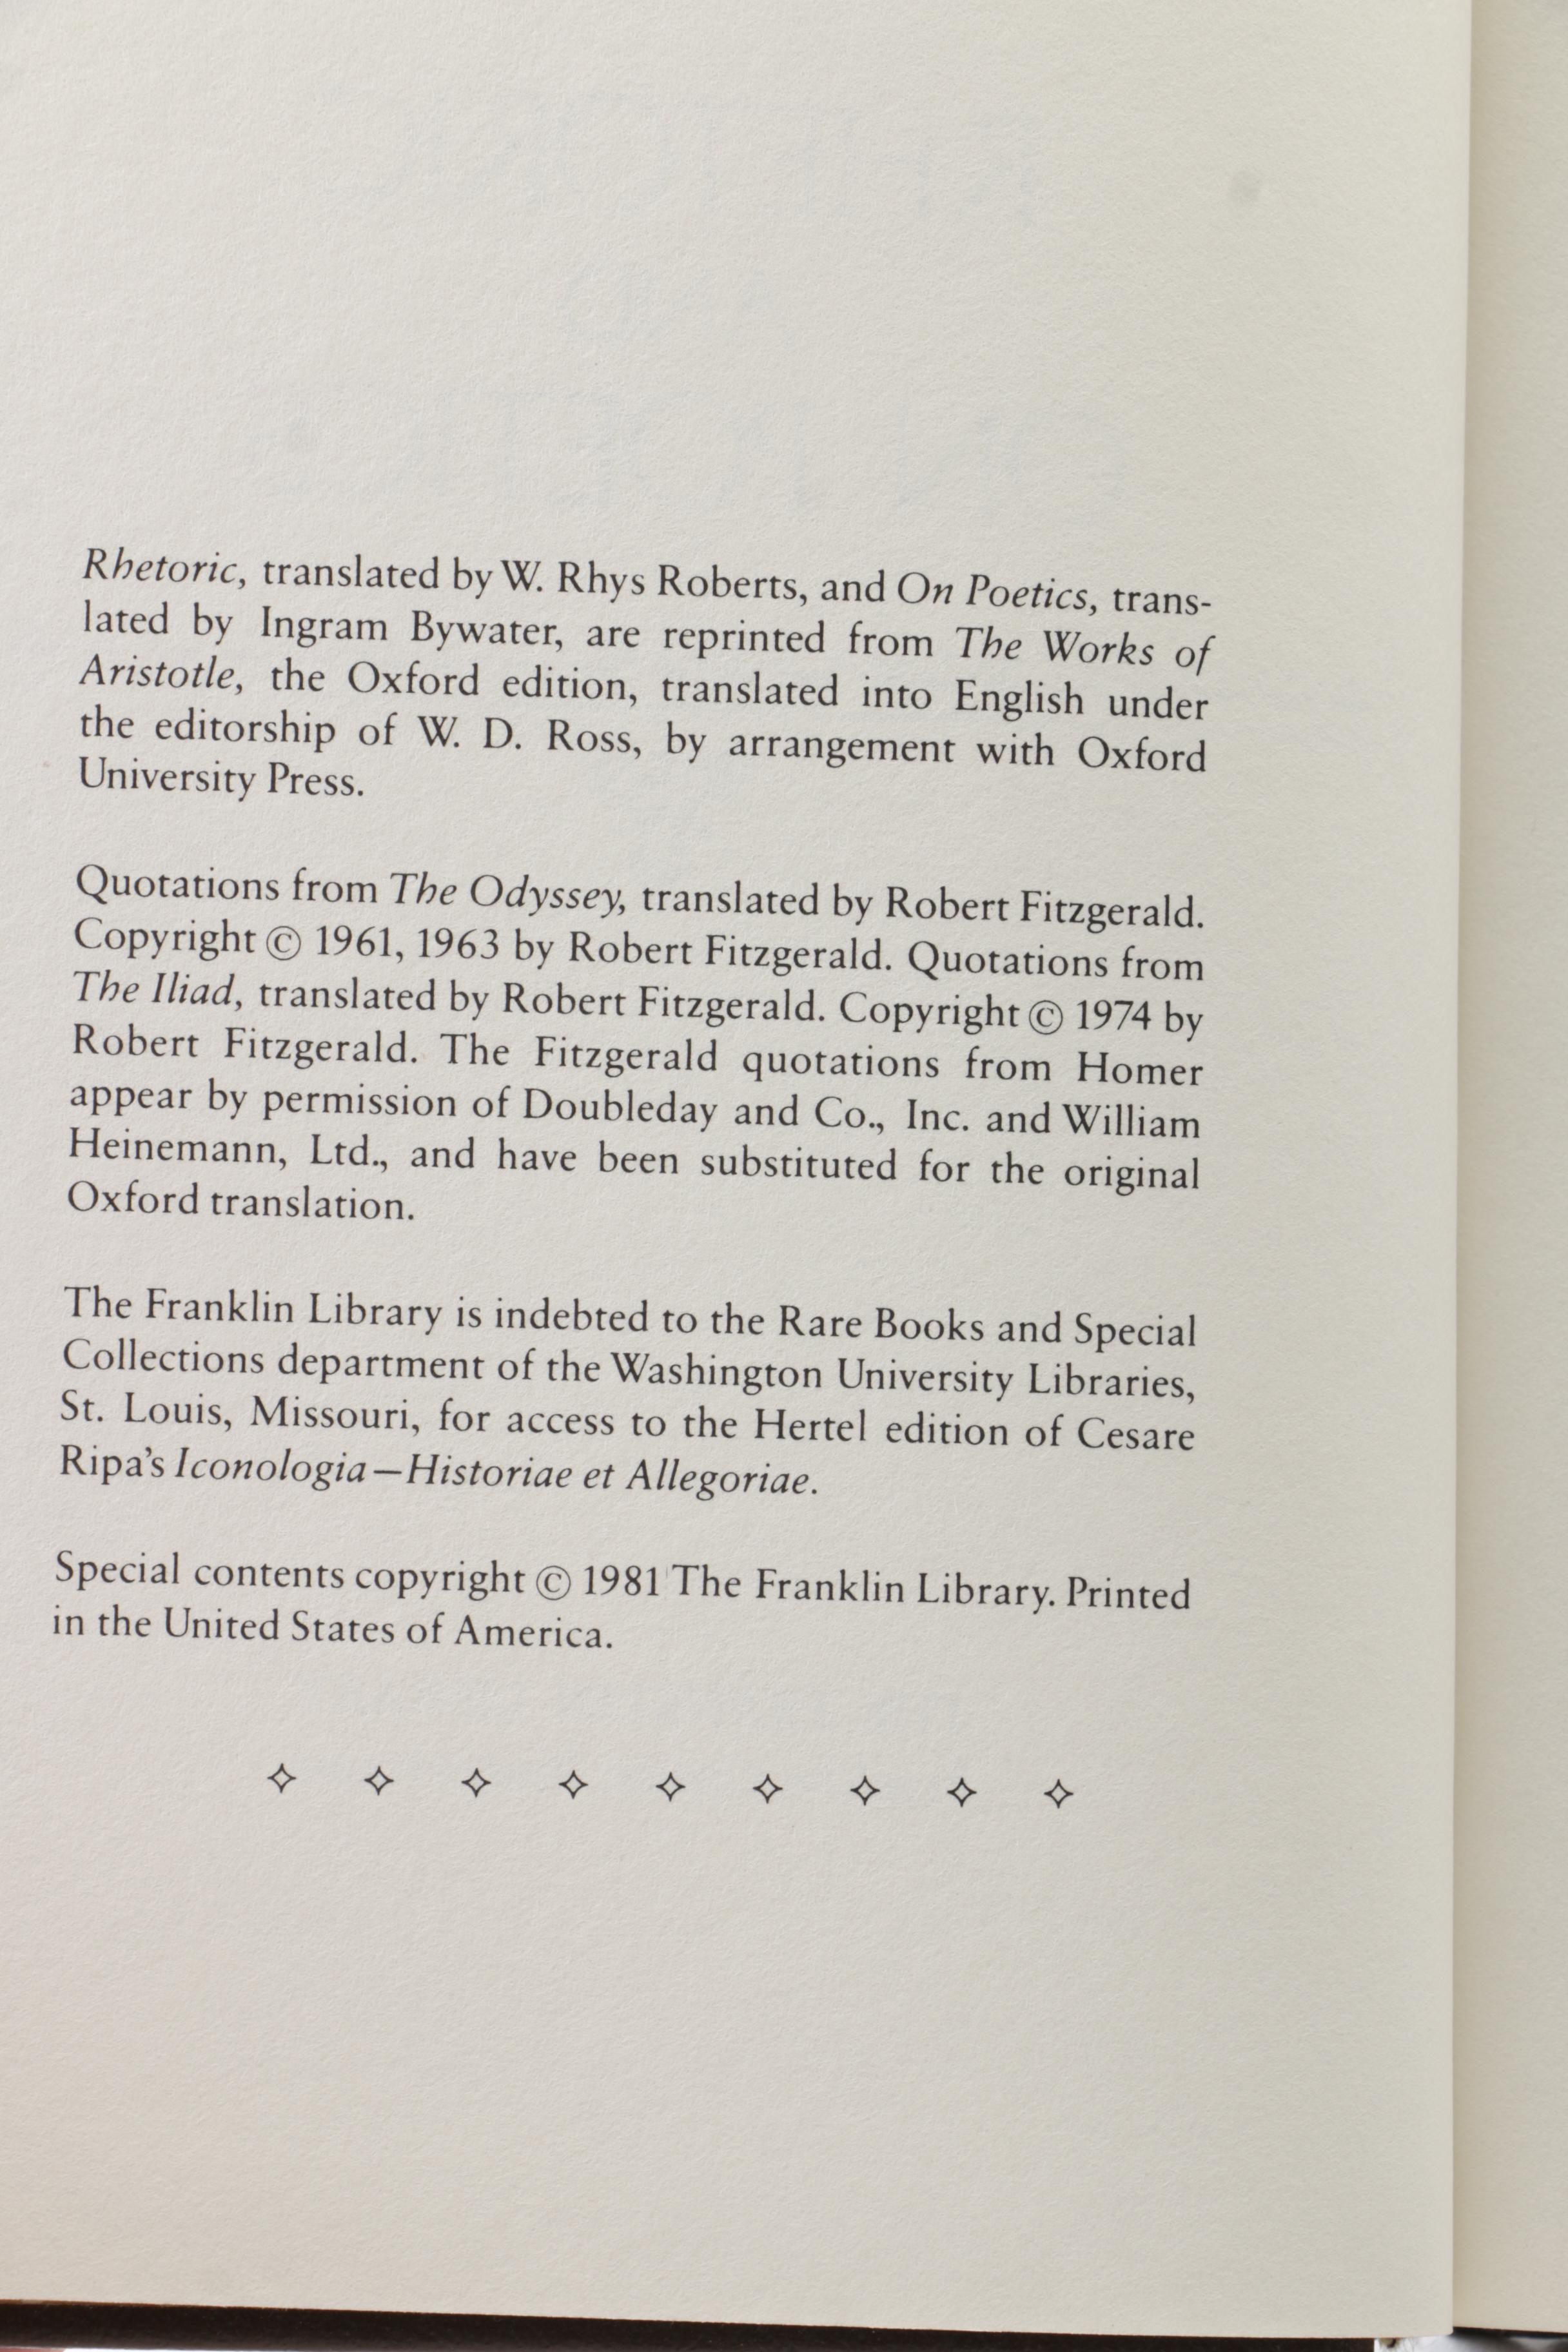 Rhetoric, translated by W. Rhys Roberts, and On Poetics, trans-
lated by Ingram Bywater, are reprinted from The Works of
Aristotle, the Oxford edition, translated into English under
the editorship of W. D. Ross, by arrangement with Oxford
University Press.
Quotations from The Odyssey, translated by Robert Fitzgerald.
Copyright © 1961, 1963 by Robert Fitzgerald. Quotations from
The Iliad, translated by Robert Fitzgerald. Copyright © 1974 by
Robert Fitzgerald. The Fitzgerald quotations from Homer
appear by permission of Doubleday and Co., Inc. and William
Heinemann, Ltd., and have been substituted for the original
Oxford translation.
The Franklin Library is indebted to the Rare Books and Special
Collections department of the Washington University Libraries,
St. Louis, Missouri, for access to the Hertel edition of Cesare
Ripa's Iconologia—Historiae et Allegoriae.
Special contents copyright © 1981 The Franklin Library. Printed
in the United States of America.